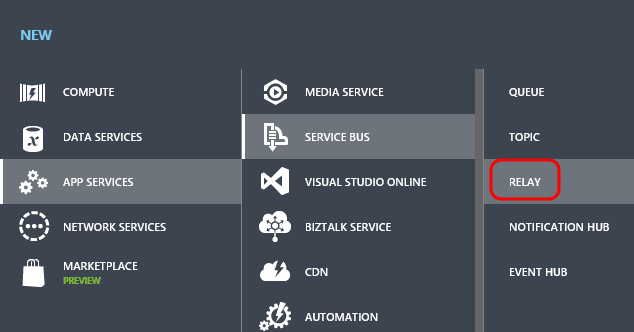 NEW
COMPUTE
DATA SERVICES
APP SERVICES
NETWORK SERVICES
MARKETPLACE
PREVIEW
MEDIA SERVICE
SERVICE BUS
VISUAL STUDIO ONLINE
BIZTALK SERVICE
CDN
AUTOMATION
QUEUE
TOPIC
RELAY
NOTIFICATION HUB
EVENT HUB